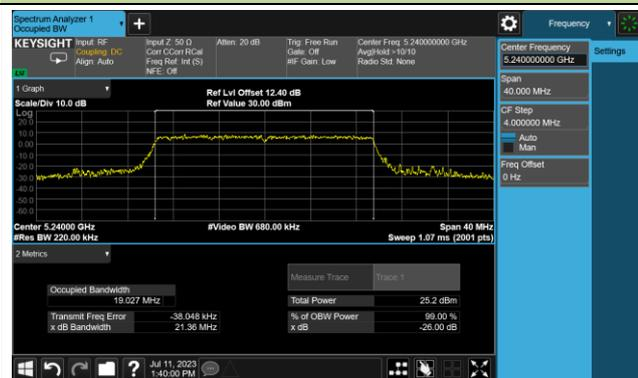 Spectrum Analyzer 1
Occupied BW
Frequency
KEYSIGHT
Input: RF
Coupling: DC
Align: Auto
Input Z: 50 Ω
Corr CCorr RCal
Freq Ref: Int (S)
NFE: Off
Atten: 20 dB
Trig: Free Run
Gate: Off
#IF Gain: Low
Center Freq: 5.240000000 GHz
Avg|Hold:>10/10
Radio Std: None
LXI
Center Frequency
5.240000000 GHz
Settings
Span
40.000 MHz
CF Step
4.000000 MHz
Auto
Man
Freq Offset
0 Hz
1 Graph
Scale/Div 10.0 dB
Ref Lvl Offset 12.40 dB
Ref Value 30.00 dBm
Log
20.0
10.0
0.00
-10.0
-20.0
-30.0
-40.0
-50.0
-60.0
Center 5.24000 GHz
#Res BW 220.00 kHz
#Video BW 680.00 kHz
Span 40 MHz
Sweep 1.07 ms (2001 pts)
2 Metrics
Measure Trace Trace 1
Occupied Bandwidth
19.027 MHz
Total Power 25.2 dBm
Transmit Freq Error -38.048 kHz
% of OBW Power 99.00 %
x dB Bandwidth 21.36 MHz
x dB -26.00 dB
Jul 11, 2023
1:40:00 PM